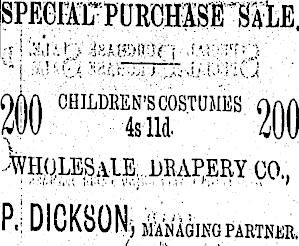 SPECIAL PURCHASE SALE.
200 CHILDREN'S COSTUMES 200
4s 11d.
WHOLESALE DRAPERY CO.,
P. DICKSON, MANAGING PARTNER.